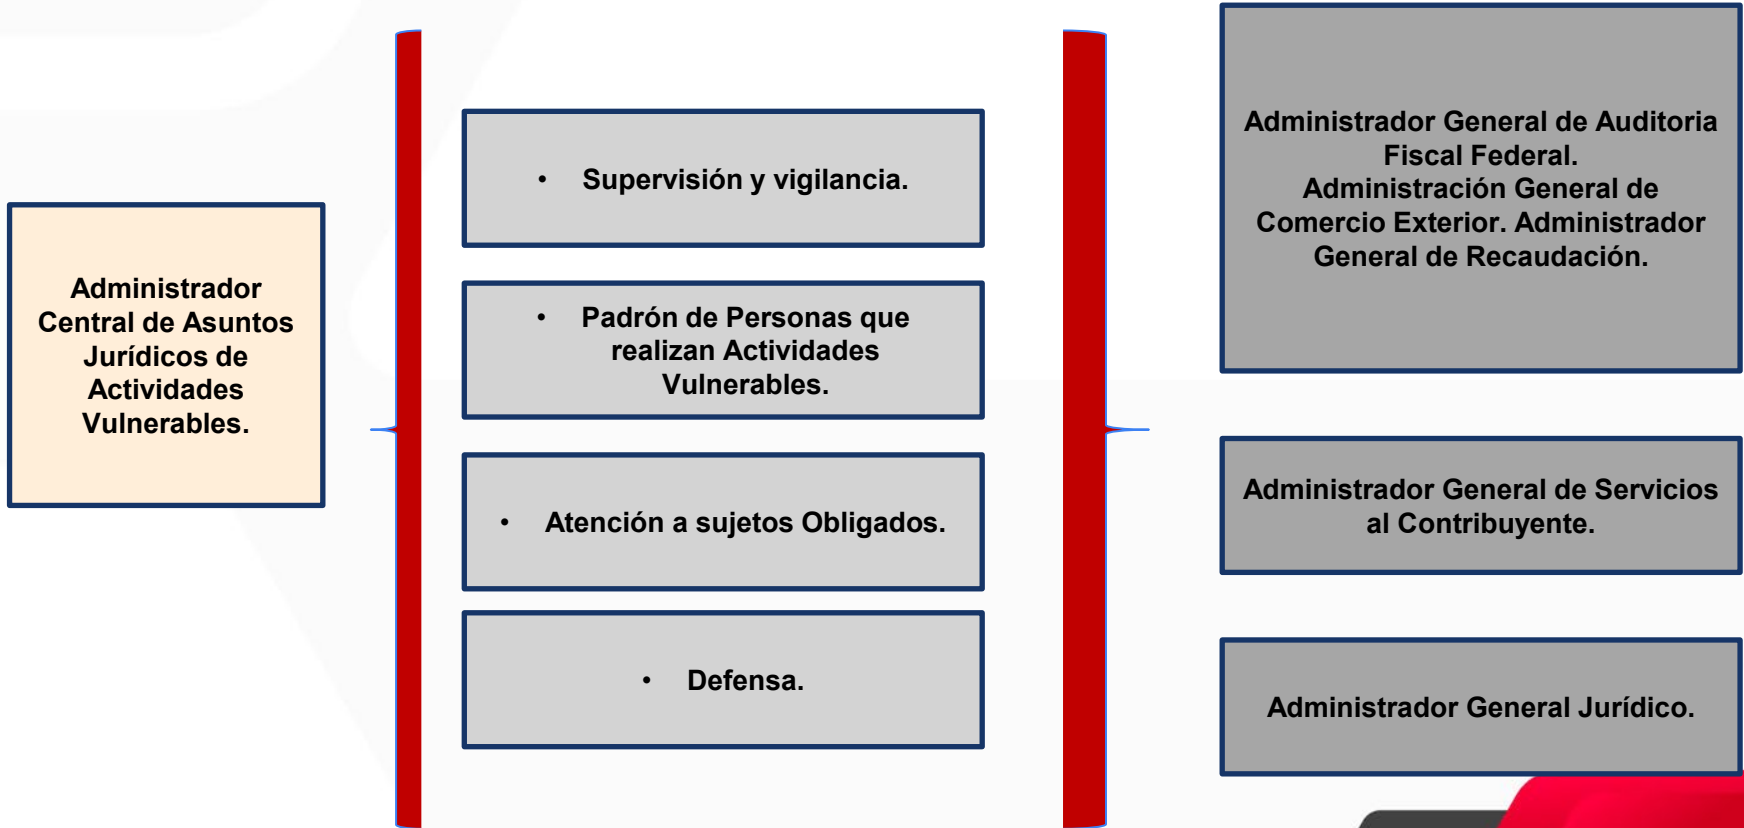 Administrador
Central de Asuntos
Jurídicos de
Actividades
Vulnerables.
• Supervisión y vigilancia.
• Padrón de Personas que
realizan Actividades
Vulnerables.
• Atención a sujetos Obligados.
• Defensa.
Administrador General de Auditoria
Fiscal Federal.
Administración General de
Comercio Exterior. Administrador
General de Recaudación.
Administrador General de Servicios
al Contribuyente.
Administrador General Jurídico.